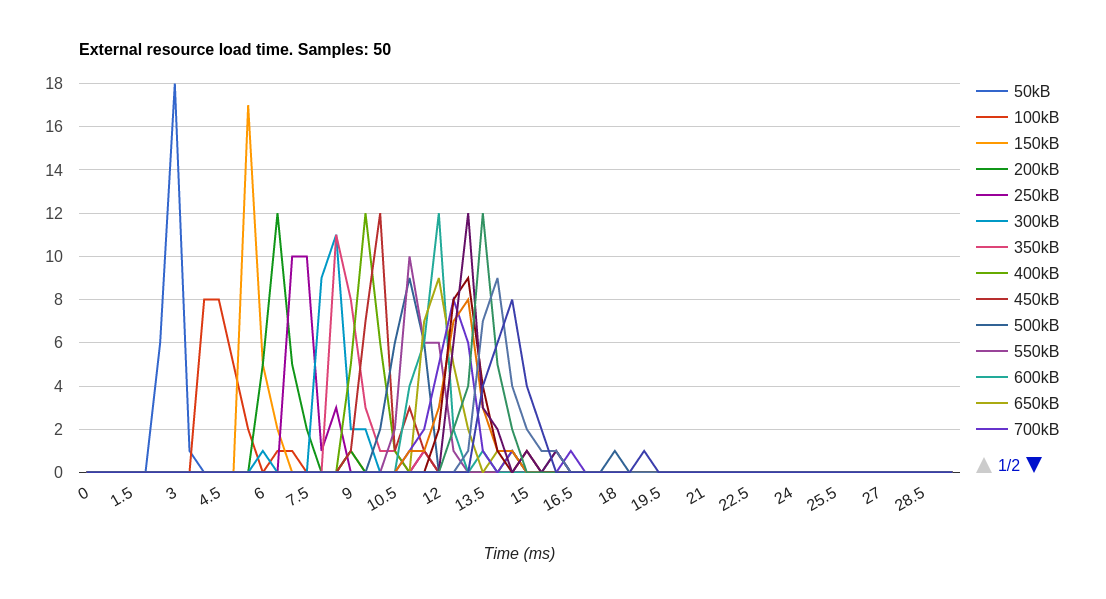 External resource load time. Samples: 50
18
16
14
12
10
8
6
4
2
0
0 1.5 3 4.5 6 7.5 9 10.5 12 13.5 15 16.5 18 19.5 21 22.5 24 25.5 27 28.5
Time (ms)
50kB
100kB
150kB
200kB
250kB
300kB
350kB
400kB
450kB
500kB
550kB
600kB
650kB
700kB
1/2